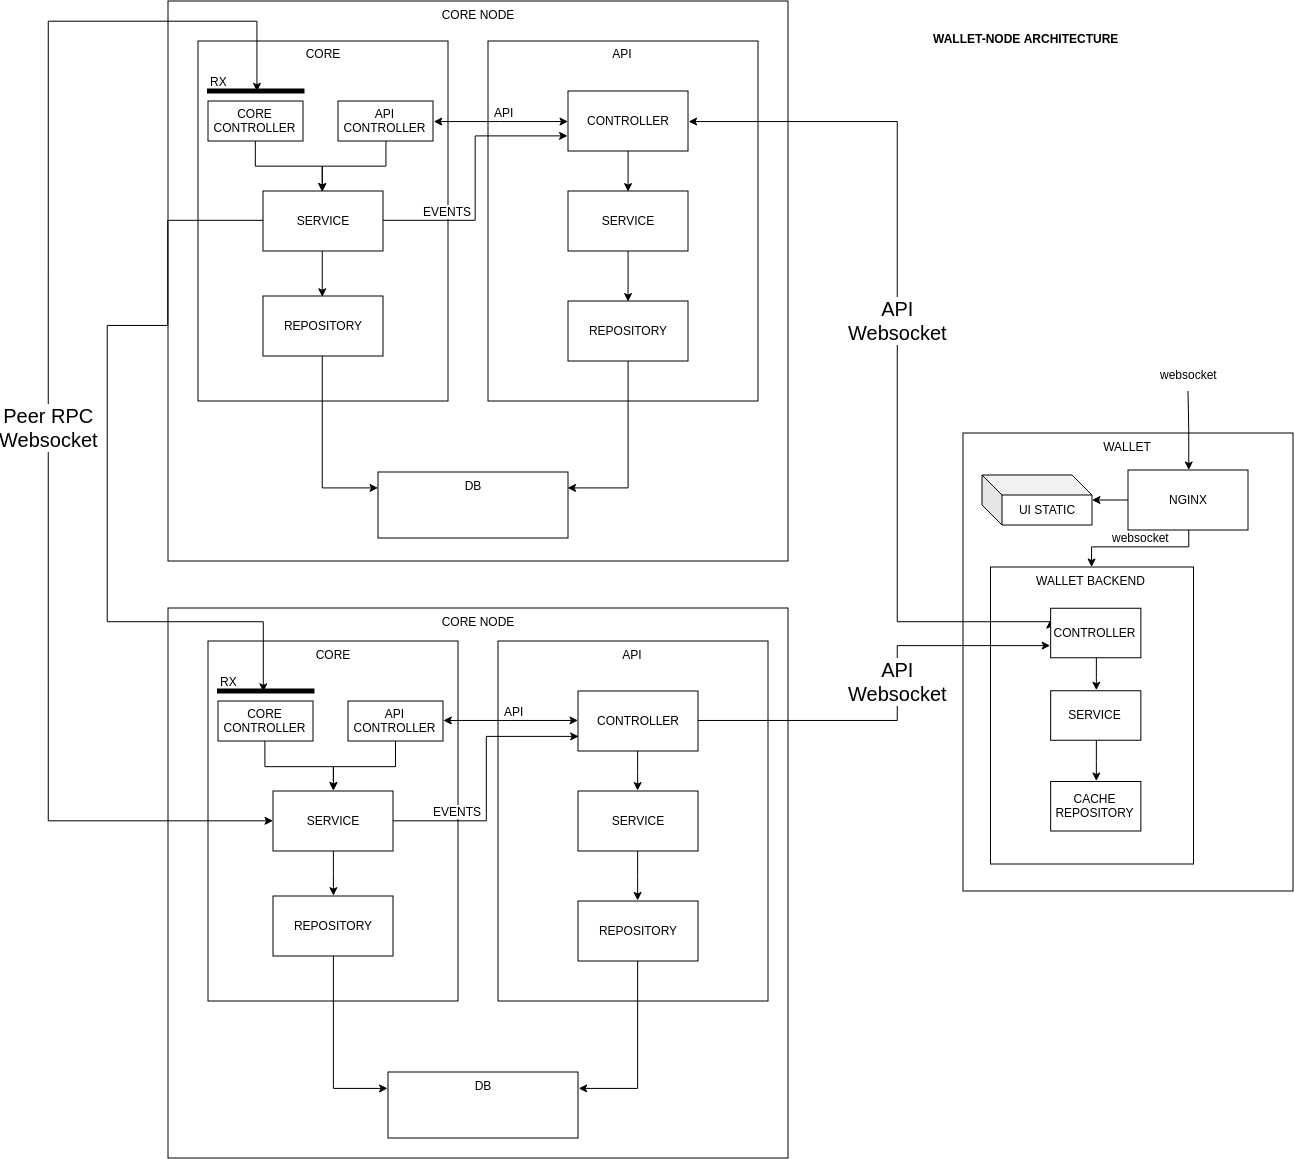 WALLET-NODE ARCHITECTURE
CORE NODE
CORE
API
RX
CORE
CONTROLLER
API
CONTROLLER
API
CONTROLLER
SERVICE
EVENTS
SERVICE
REPOSITORY
REPOSITORY
DB
Peer RPC
Websocket
API
Websocket
CORE NODE
CORE
API
RX
CORE
CONTROLLER
API
CONTROLLER
API
CONTROLLER
SERVICE
EVENTS
SERVICE
REPOSITORY
REPOSITORY
DB
API
Websocket
websocket
WALLET
NGINX
UI STATIC
websocket
WALLET BACKEND
CONTROLLER
SERVICE
CACHE
REPOSITORY